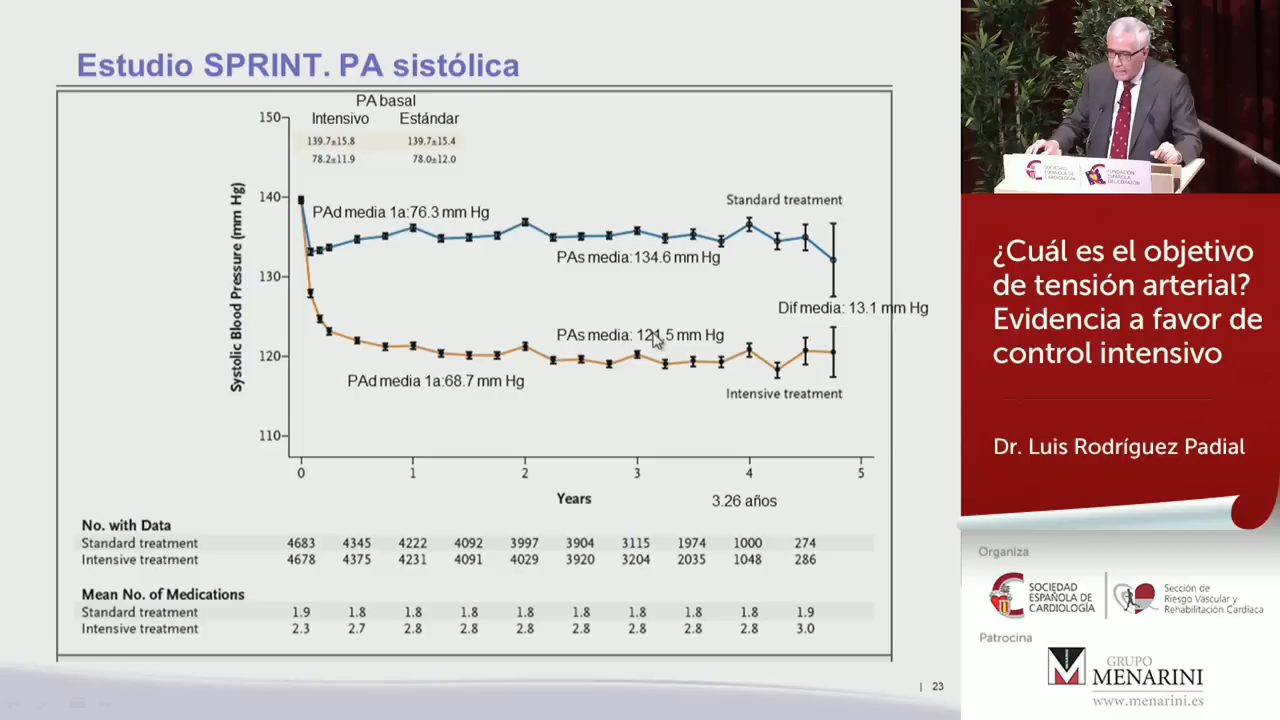 Estudio SPRINT. PA sistólica
PA basal
Intensivo Estándar
139.7±15.8 139.7±15.4
78.2±11.9 78.0±12.0
150
140
130
120
110
Systolic Blood Pressure (mm Hg)
PAd media 1a:76.3 mm Hg
Standard treatment
PAs media:134.6 mm Hg
Dif media: 13.1 mm Hg
PAs media: 121.5 mm Hg
PAd media 1a:68.7 mm Hg
Intensive treatment
0 1 2 3 4 5
Years
3.26 años
No. with Data
Standard treatment 4683 4345 4222 4092 3997 3904 3115 1974 1000 274
Intensive treatment 4678 4375 4231 4091 4029 3920 3204 2035 1048 286
Mean No. of Medications
Standard treatment 1.9 1.8 1.8 1.8 1.8 1.8 1.8 1.8 1.8 1.9
Intensive treatment 2.3 2.7 2.8 2.8 2.8 2.8 2.8 2.8 2.8 3.0
23
SOCIEDAD
ESPAÑOLA DE
CARDIOLOGÍA
FUNDACIÓN
ESPAÑOLA
DEL CORAZÓN
¿Cuál es el objetivo
de tensión arterial?
Evidencia a favor de
control intensivo
Dr. Luis Rodríguez Padial
Organiza
SOCIEDAD
ESPAÑOLA DE
CARDIOLOGÍA
Sección de
Riesgo Vascular y
Rehabilitación Cardiaca
Patrocina
GRUPO
MENARINI
www.menarini.es